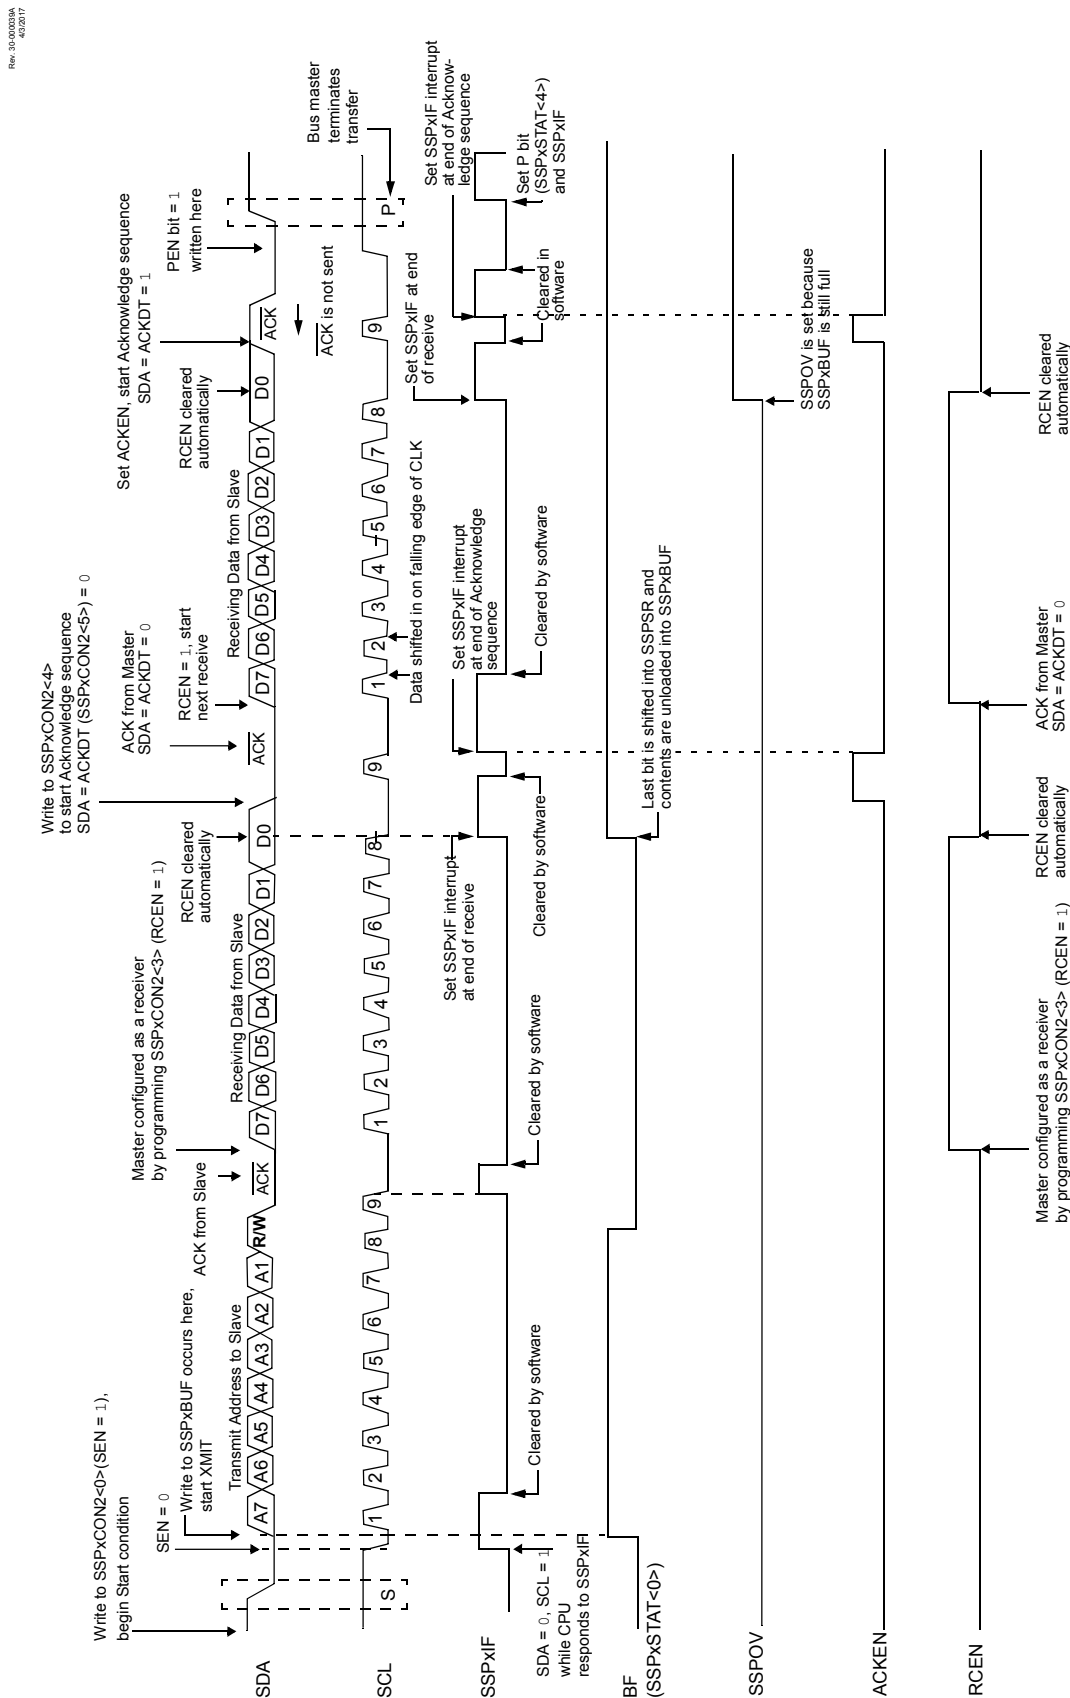 Rev. 30-000039A
4/3/2017
Write to SSPxCON2<0>(SEN = 1),
begin Start condition
SEN = 0
Write to SSPxBUF occurs here,
start XMIT
Transmit Address to Slave
ACK from Slave
Master configured as a receiver
by programming SSPxCON2<3> (RCEN = 1)
Receiving Data from Slave
RCEN cleared
automatically
Write to SSPxCON2<4>
to start Acknowledge sequence
SDA = ACKDT (SSPxCON2<5>) = 0
ACK from Master
SDA = ACKDT = 0
RCEN = 1, start
next receive
Receiving Data from Slave
RCEN cleared
automatically
Set ACKEN, start Acknowledge sequence
SDA = ACKDT = 1
PEN bit = 1
written here
SDA
A7 A6 A5 A4 A3 A2 A1 R/W ACK D7 D6 D5 D4 D3 D2 D1 D0 ACK D7 D6 D5 D4 D3 D2 D1 D0 ACK
ACK is not sent
Bus master
terminates
transfer
SCL
S 1 2 3 4 5 6 7 8 9 1 2 3 4 5 6 7 8 9 1 2 3 4 5 6 7 8 9 P
Data shifted in on falling edge of CLK
Set SSPxIF interrupt
at end of receive
Set SSPxIF interrupt
at end of Acknowledge
sequence
Set SSPxIF at end
of receive
Set SSPxIF interrupt
at end of Acknow-
ledge sequence
SSPxIF
SDA = 0, SCL = 1
while CPU
responds to SSPxIF
Cleared by software
Cleared by software
Cleared by software
Cleared by software
Cleared by software
Cleared in
software
Set P bit
(SSPxSTAT<4>)
and SSPxIF
BF
(SSPxSTAT<0>)
Last bit is shifted into SSPSR and
contents are unloaded into SSPxBUF
SSPOV
SSPOV is set because
SSPxBUF is still full
ACKEN
RCEN
Master configured as a receiver
by programming SSPxCON2<3> (RCEN = 1)
RCEN cleared
automatically
ACK from Master
SDA = ACKDT = 0
RCEN cleared
automatically